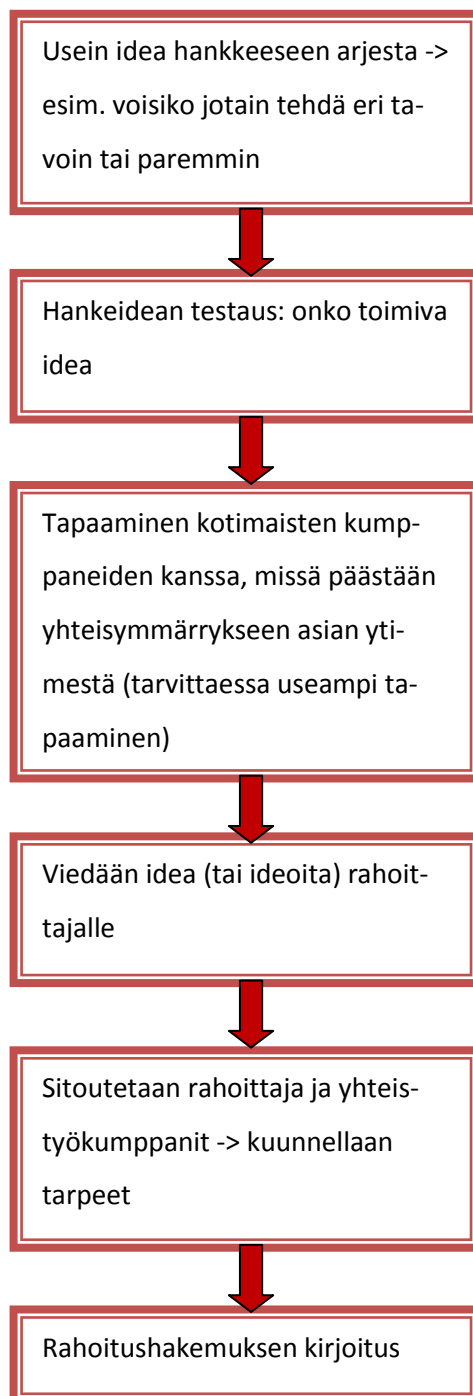 Usein idea hankkeeseen arjesta ->
esim. voisiko jotain tehdä eri ta-
voin tai paremmin
Hankeidean testaus: onko toimiva
idea
Tapaaminen kotimaisten kump-
paneiden kanssa, missä päästään
yhteisymmärrykseen asian yti-
mestä (tarvittaessa useampi ta-
paaminen)
Viedään idea (tai ideoita) rahoit-
tajalle
Sitoutetaan rahoittaja ja yhteis-
työkumppanit -> kuunnellaan
tarpeet
Rahoitushakemuksen kirjoitus